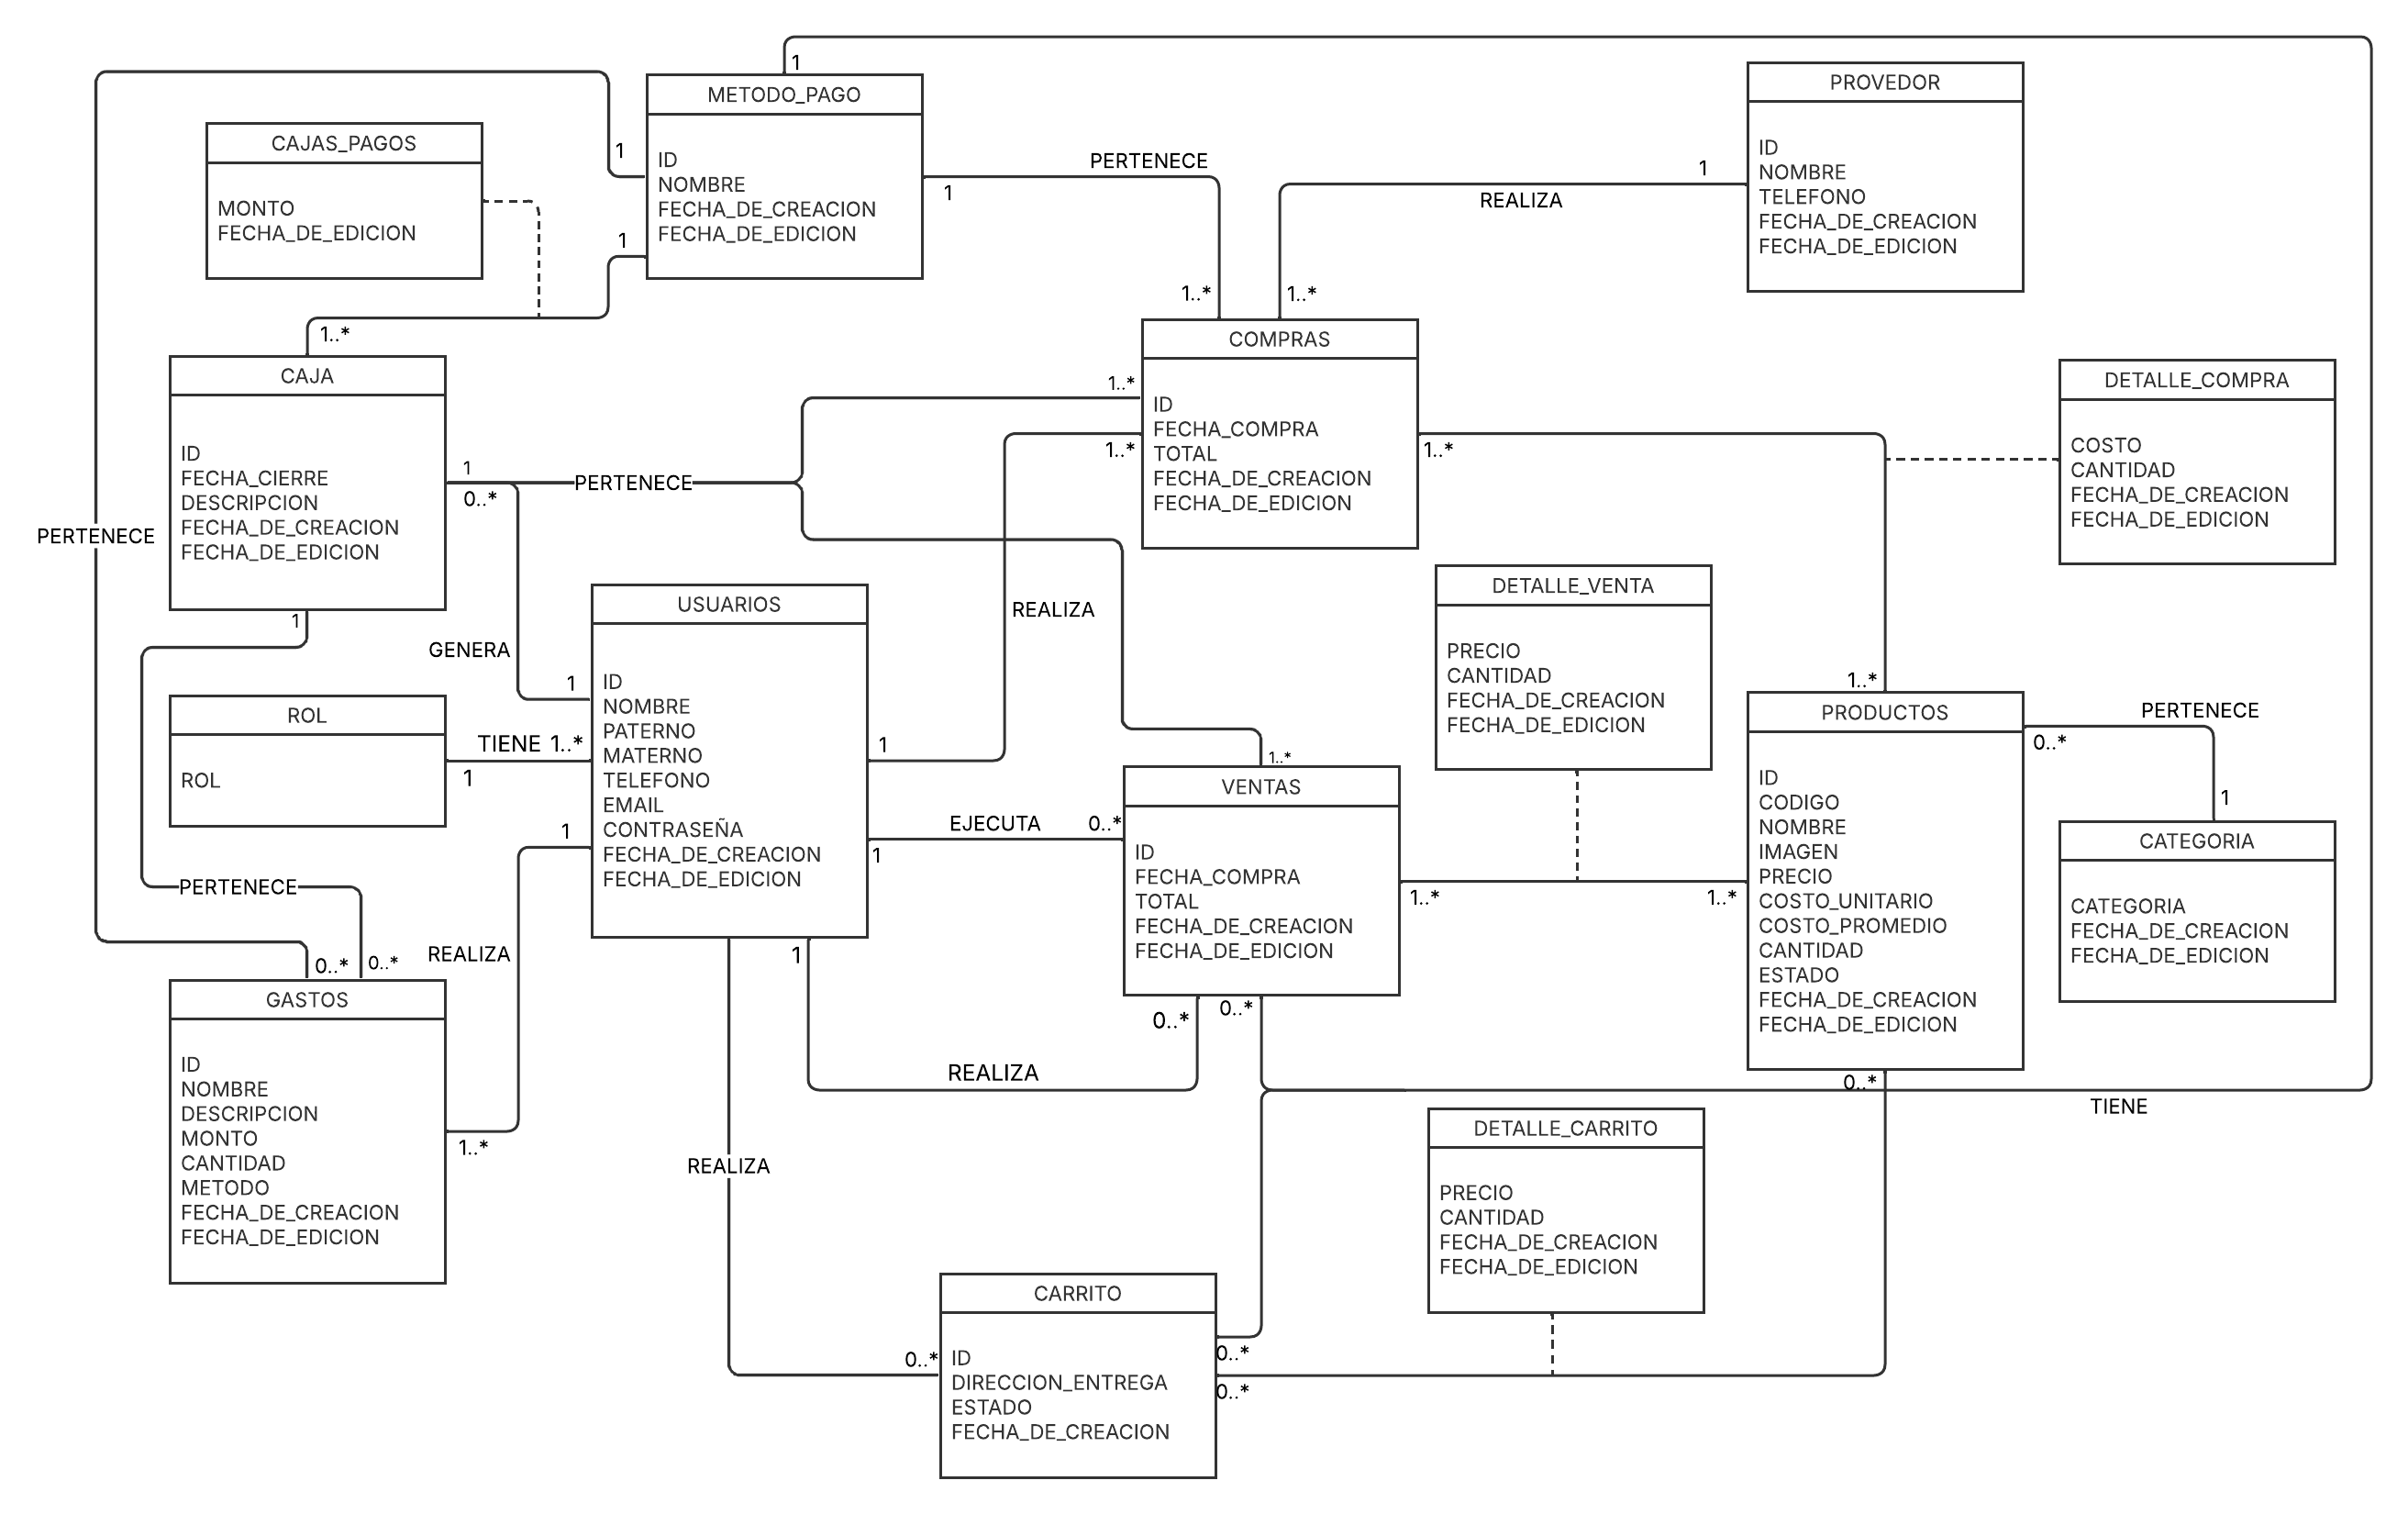 1
METODO_PAGO
ID
NOMBRE
FECHA_DE_CREACION
FECHA_DE_EDICION
1
1
1
PERTENECE
1..*
PROVEDOR
ID
NOMBRE
TELEFONO
FECHA_DE_CREACION
FECHA_DE_EDICION
1
REALIZA
1..*
CAJAS_PAGOS
MONTO
FECHA_DE_EDICION
1..*
CAJA
ID
FECHA_CIERRE
DESCRIPCION
FECHA_DE_CREACION
FECHA_DE_EDICION
1
0..*
PERTENECE
1..*
1..*
COMPRAS
ID
FECHA_COMPRA
TOTAL
FECHA_DE_CREACION
FECHA_DE_EDICION
1..*
DETALLE_COMPRA
COSTO
CANTIDAD
FECHA_DE_CREACION
FECHA_DE_EDICION
PERTENECE
1
GENERA
1
USUARIOS
ID
NOMBRE
PATERNO
MATERNO
TELEFONO
EMAIL
CONTRASEÑA
FECHA_DE_CREACION
FECHA_DE_EDICION
REALIZA
1
DETALLE_VENTA
PRECIO
CANTIDAD
FECHA_DE_CREACION
FECHA_DE_EDICION
1..*
PRODUCTOS
ID
CODIGO
NOMBRE
IMAGEN
PRECIO
COSTO_UNITARIO
COSTO_PROMEDIO
CANTIDAD
ESTADO
FECHA_DE_CREACION
FECHA_DE_EDICION
PERTENECE
0..*
1
CATEGORIA
CATEGORIA
FECHA_DE_CREACION
FECHA_DE_EDICION
ROL
ROL
TIENE 1..*
1
1
EJECUTA
0..*
1
1..*
VENTAS
ID
FECHA_COMPRA
TOTAL
FECHA_DE_CREACION
FECHA_DE_EDICION
1..*
1..*
PERTENECE
0..*
0..*
REALIZA
1
0..*
0..*
REALIZA
0..*
TIENE
GASTOS
ID
NOMBRE
DESCRIPCION
MONTO
CANTIDAD
METODO
FECHA_DE_CREACION
FECHA_DE_EDICION
1..*
REALIZA
DETALLE_CARRITO
PRECIO
CANTIDAD
FECHA_DE_CREACION
FECHA_DE_EDICION
0..*
CARRITO
ID
DIRECCION_ENTREGA
ESTADO
FECHA_DE_CREACION
0..*
0..*